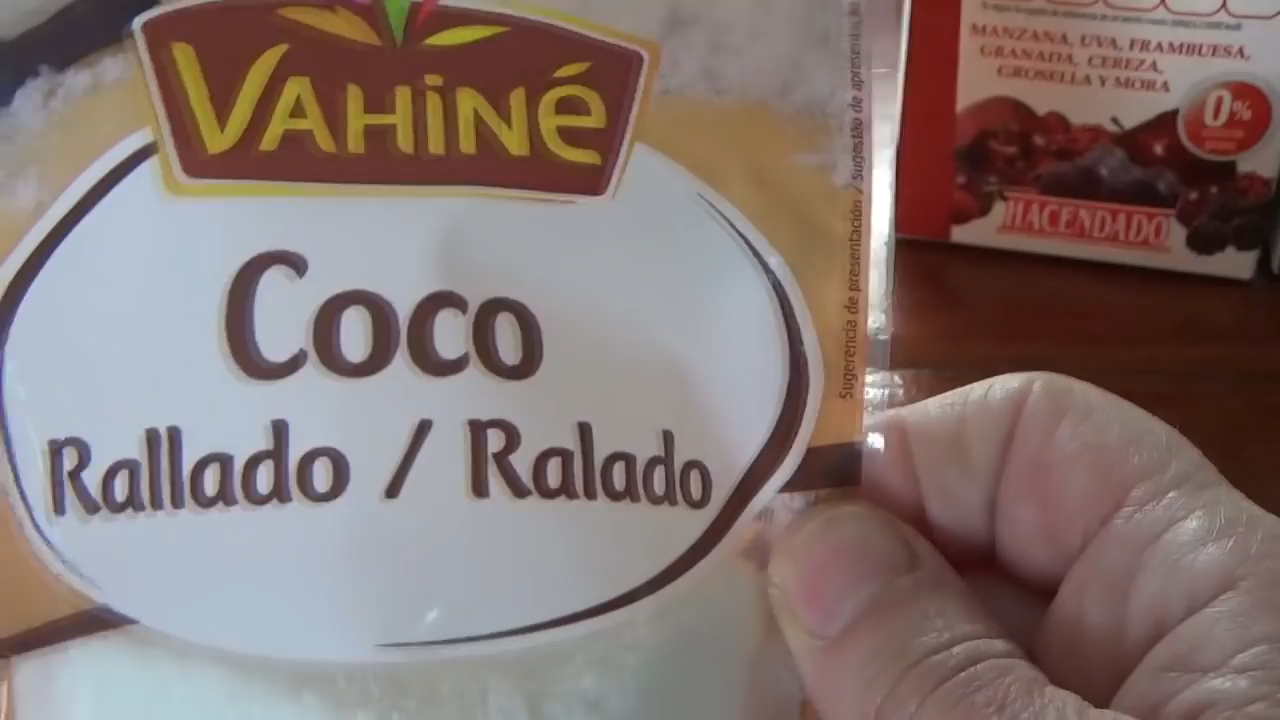 VAHiNé
Coco
Rallado / Ralado
Sugerencia de presentación / Sugestão de apresentação
MANZANA, UVA, FRAMBUESA,
GRANADA, CEREZA,
GROSELLA Y MORA
0%
HACENDADO